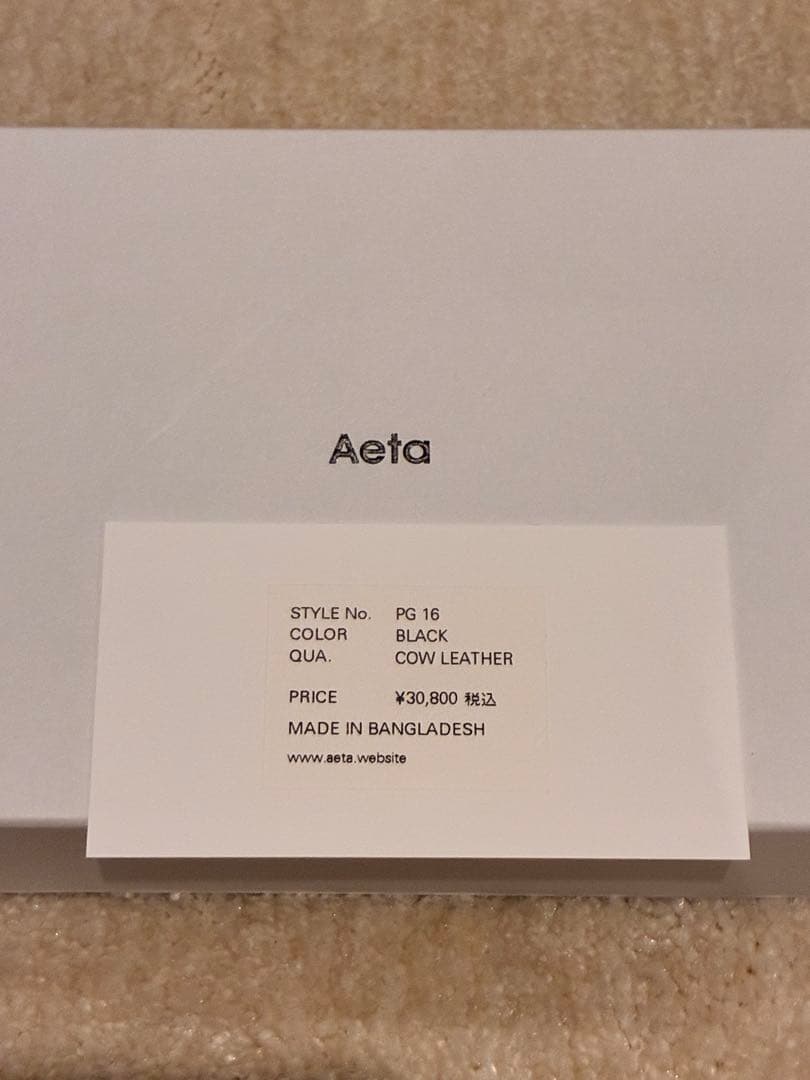 Aeta
STYLE No. PG 16
COLOR BLACK
QUA. COW LEATHER
PRICE ¥30,800 税込
MADE IN BANGLADESH
www.aeta.website